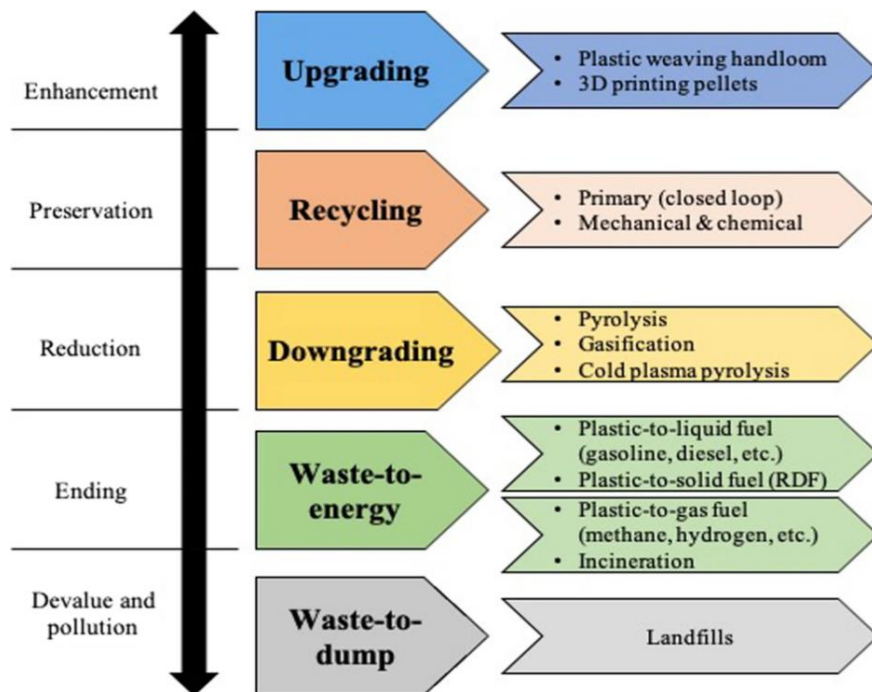 Enhancement
Upgrading
• Plastic weaving handloom
• 3D printing pellets
Preservation
Recycling
• Primary (closed loop)
• Mechanical & chemical
Reduction
Downgrading
• Pyrolysis
• Gasification
• Cold plasma pyrolysis
Ending
Waste-to-
energy
• Plastic-to-liquid fuel
(gasoline, diesel, etc.)
• Plastic-to-solid fuel (RDF)
• Plastic-to-gas fuel
(methane, hydrogen, etc.)
• Incineration
Devalue and
pollution
Waste-to-
dump
Landfills